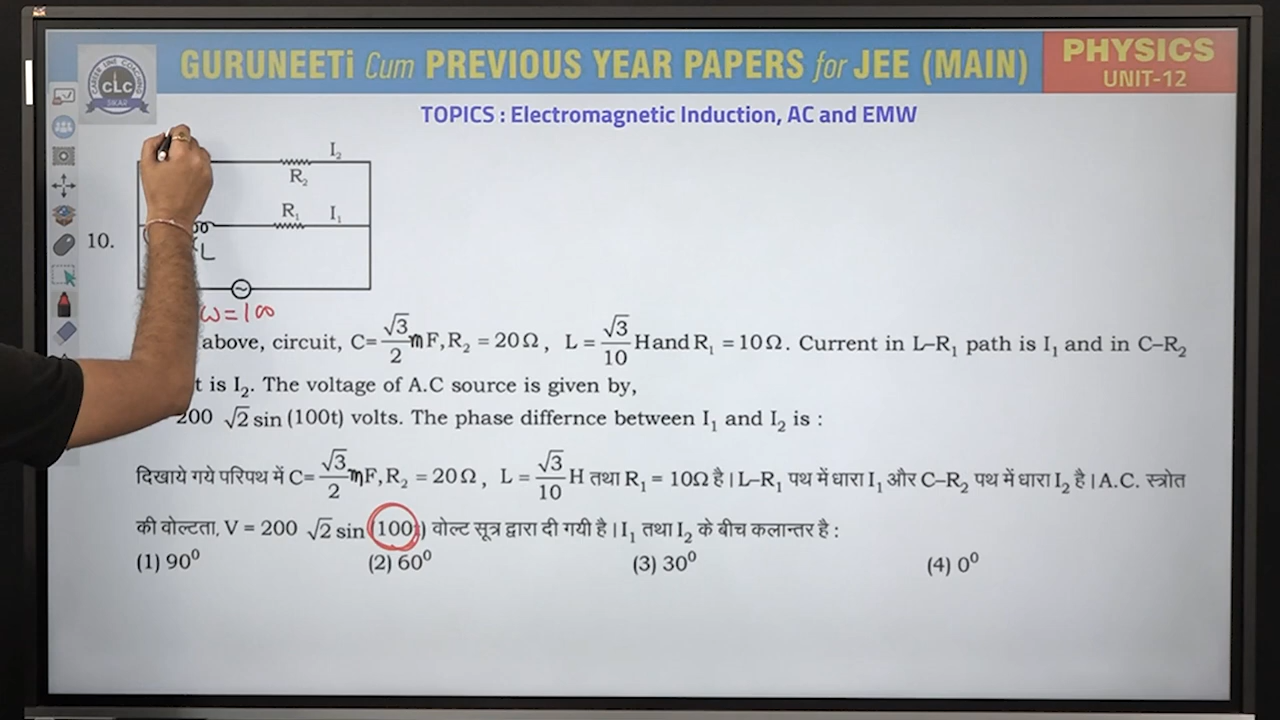 GURUNEETi Cum PREVIOUS YEAR PAPERS for JEE (MAIN)
PHYSICS
UNIT-12
CLC
SIKAR
TOPICS : Electromagnetic Induction, AC and EMW
I₂
R₂
R₁ I₁
10.
L
ω=100
above, circuit, C=√3/2 mF, R₂ = 20Ω, L = √3/10 H and R₁ = 10Ω. Current in L–R₁ path is I₁ and in C–R₂
t is I₂. The voltage of A.C source is given by,
200 √2 sin (100t) volts. The phase differnce between I₁ and I₂ is :
दिखाये गये परिपथ में C=√3/2 mF, R₂ = 20Ω, L = √3/10 H तथा R₁ = 10Ω है। L–R₁ पथ में धारा I₁ और C–R₂ पथ में धारा I₂ है। A.C. स्त्रोत
की वोल्टता, V = 200 √2 sin (100t) वोल्ट सूत्र द्वारा दी गयी है। I₁ तथा I₂ के बीच कलान्तर है :
(1) 90⁰ (2) 60⁰ (3) 30⁰ (4) 0⁰